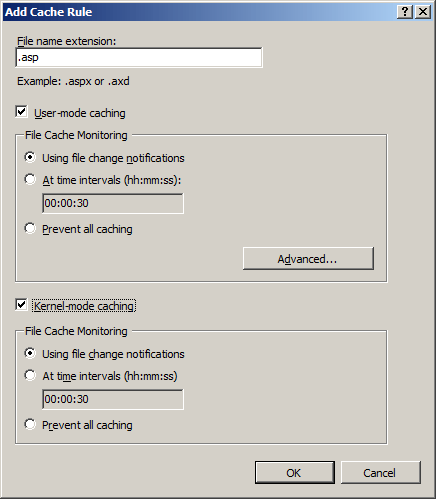 Add Cache Rule
File name extension:
.asp
Example: .aspx or .axd
User-mode caching
File Cache Monitoring
Using file change notifications
At time intervals (hh:mm:ss):
00:00:30
Prevent all caching
Advanced...
Kernel-mode caching
File Cache Monitoring
Using file change notifications
At time intervals (hh:mm:ss)
00:00:30
Prevent all caching
OK Cancel